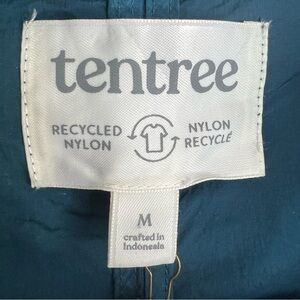 tentree
RECYCLED NYLON
NYLON RECYCLÉ
M
crafted in
Indonesia